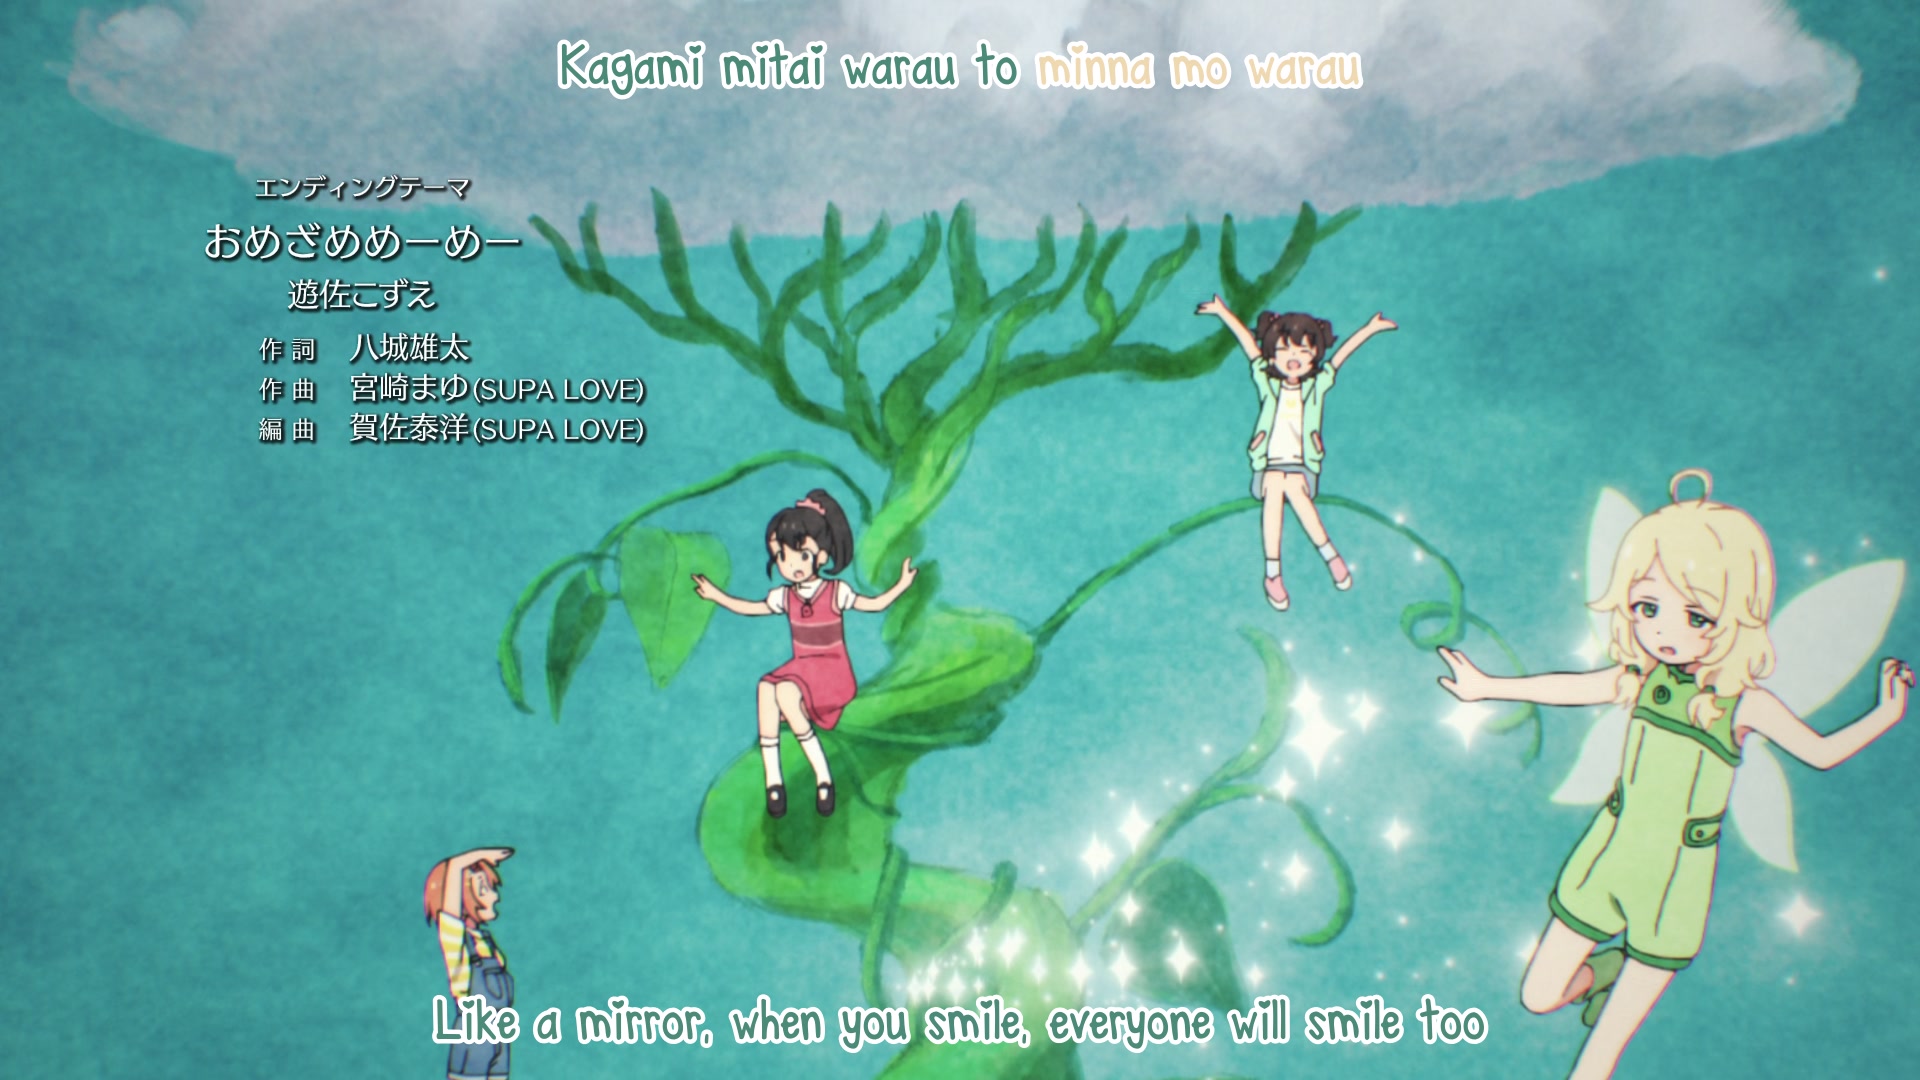 Kagami mitai warau to minna mo warau
エンディングテーマ
おめざめめーめー
遊佐こずえ
作詞 八城雄太
作曲 宮崎まゆ(SUPA LOVE)
編曲 賀佐泰洋(SUPA LOVE)
Like a mirror, when you smile, everyone will smile too